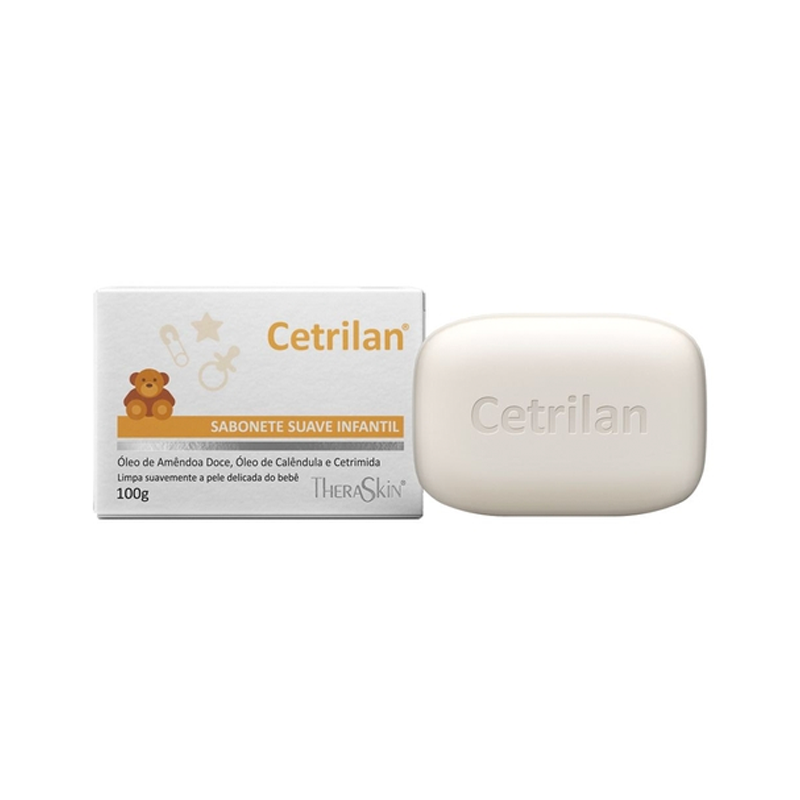 Cetrilan®
SABONETE SUAVE INFANTIL
Óleo de Amêndoa Doce, Óleo de Calêndula e Cetrimida
Limpa suavemente a pele delicada do bebê
100g
THERASKIN®
Cetrilan